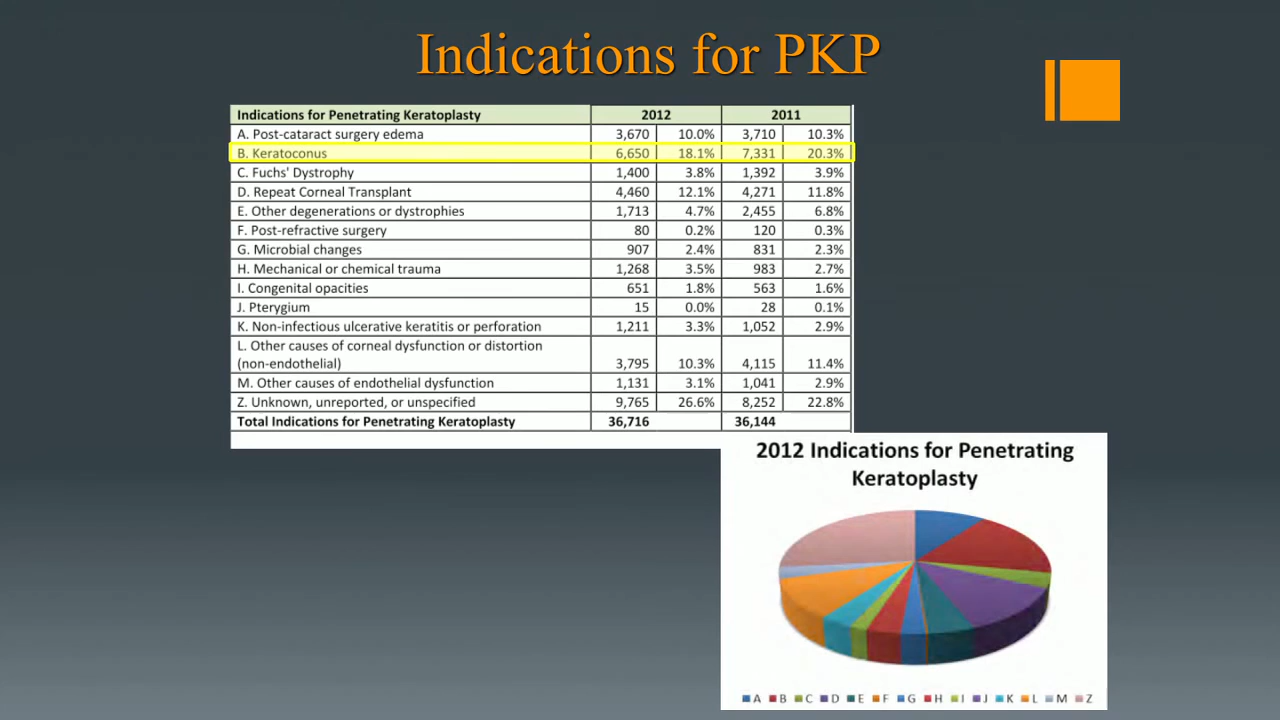 Indications for PKP
Indications for Penetrating Keratoplasty 2012 2011
A. Post-cataract surgery edema 3,670 10.0% 3,710 10.3%
B. Keratoconus 6,650 18.1% 7,331 20.3%
C. Fuchs' Dystrophy 1,400 3.8% 1,392 3.9%
D. Repeat Corneal Transplant 4,460 12.1% 4,271 11.8%
E. Other degenerations or dystrophies 1,713 4.7% 2,455 6.8%
F. Post-refractive surgery 80 0.2% 120 0.3%
G. Microbial changes 907 2.4% 831 2.3%
H. Mechanical or chemical trauma 1,268 3.5% 983 2.7%
I. Congenital opacities 651 1.8% 563 1.6%
J. Pterygium 15 0.0% 28 0.1%
K. Non-infectious ulcerative keratitis or perforation 1,211 3.3% 1,052 2.9%
L. Other causes of corneal dysfunction or distortion
(non-endothelial) 3,795 10.3% 4,115 11.4%
M. Other causes of endothelial dysfunction 1,131 3.1% 1,041 2.9%
Z. Unknown, unreported, or unspecified 9,765 26.6% 8,252 22.8%
Total Indications for Penetrating Keratoplasty 36,716 36,144
2012 Indications for Penetrating
Keratoplasty
A B C D E F G H I J K L M Z